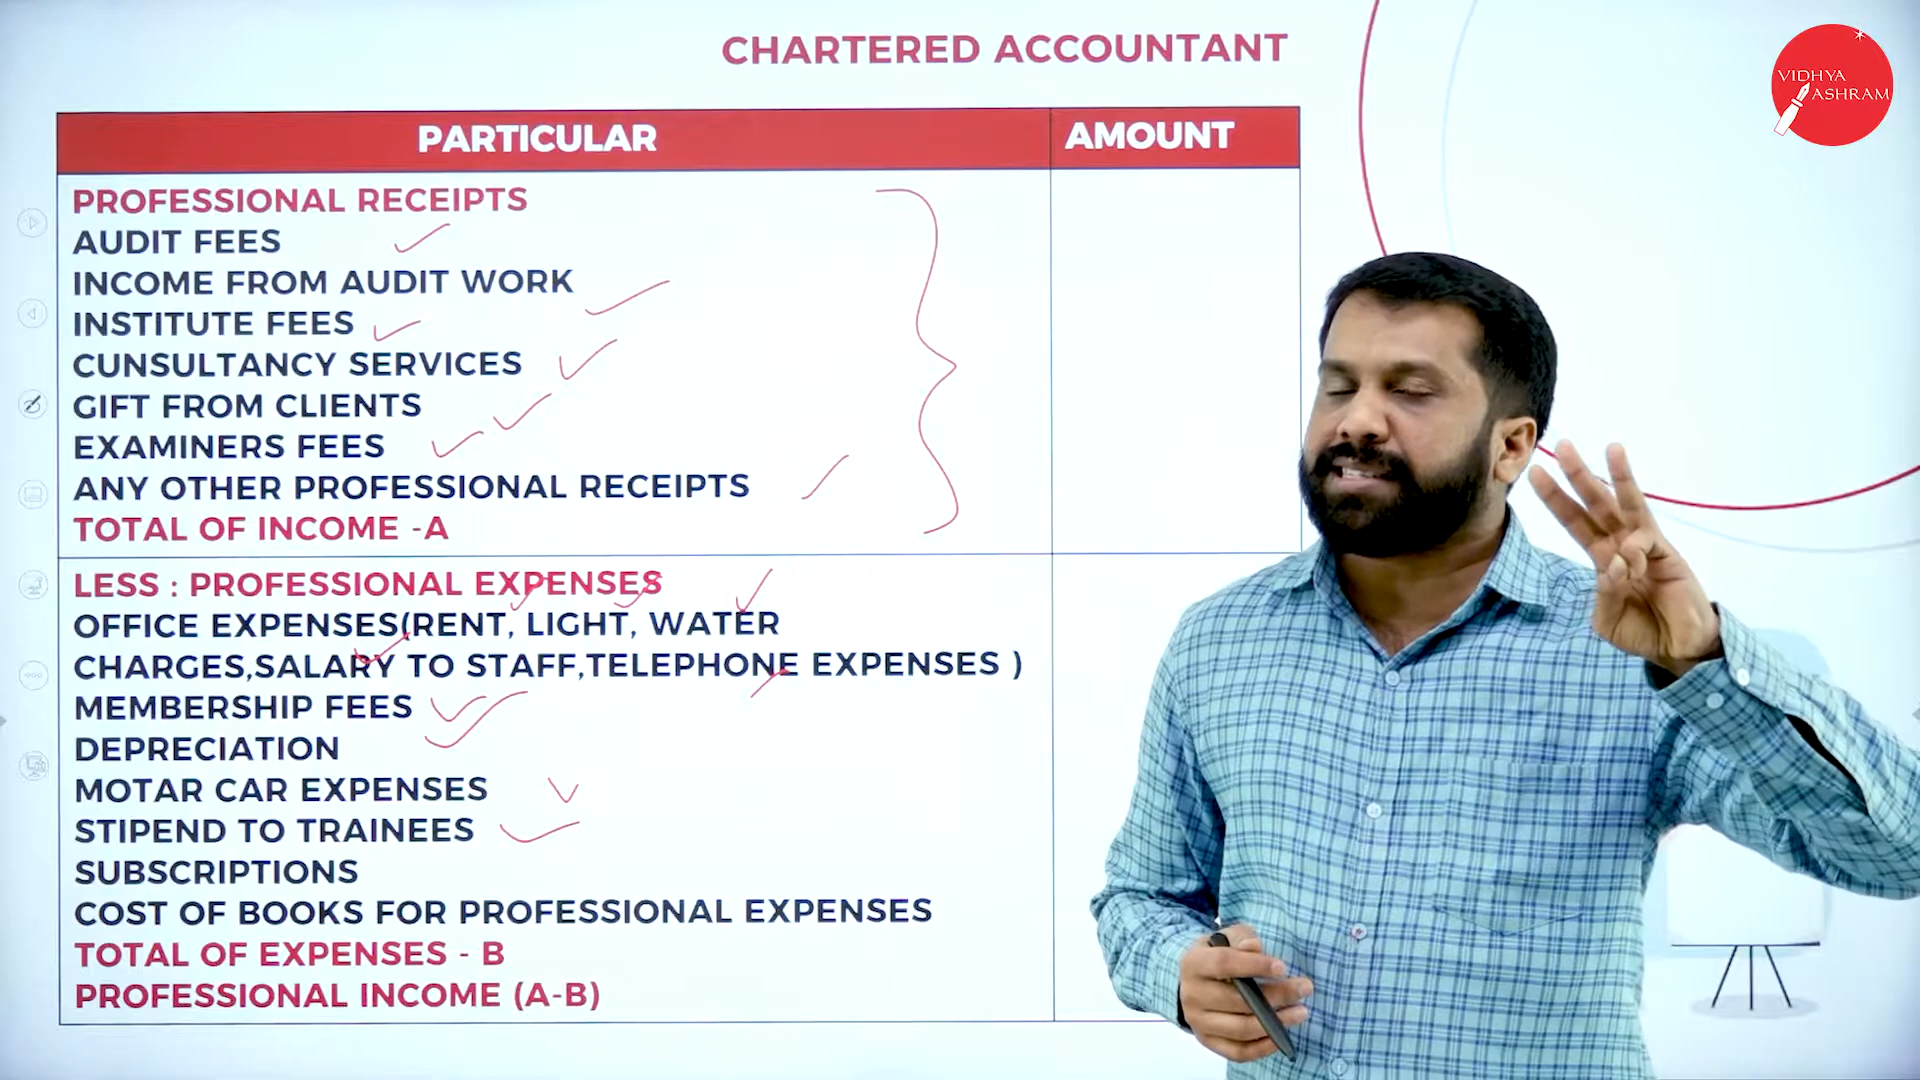 CHARTERED ACCOUNTANT
VIDHYA
ASHRAM
PARTICULAR AMOUNT
PROFESSIONAL RECEIPTS
AUDIT FEES
INCOME FROM AUDIT WORK
INSTITUTE FEES
CUNSULTANCY SERVICES
GIFT FROM CLIENTS
EXAMINERS FEES
ANY OTHER PROFESSIONAL RECEIPTS
TOTAL OF INCOME -A
LESS : PROFESSIONAL EXPENSES
OFFICE EXPENSES(RENT, LIGHT, WATER
CHARGES,SALARY TO STAFF,TELEPHONE EXPENSES )
MEMBERSHIP FEES
DEPRECIATION
MOTAR CAR EXPENSES
STIPEND TO TRAINEES
SUBSCRIPTIONS
COST OF BOOKS FOR PROFESSIONAL EXPENSES
TOTAL OF EXPENSES - B
PROFESSIONAL INCOME (A-B)